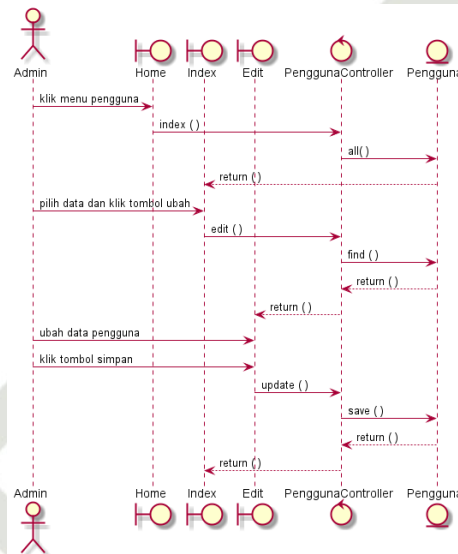 Admin Home Index Edit PenggunaController Pengguna
klik menu pengguna
index ( )
all( )
return ( )
pilih data dan klik tombol ubah
edit ( )
find ( )
return ( )
return ( )
ubah data pengguna
klik tombol simpan
update ( )
save ( )
return ( )
return ( )
Admin Home Index Edit PenggunaController Pengguna